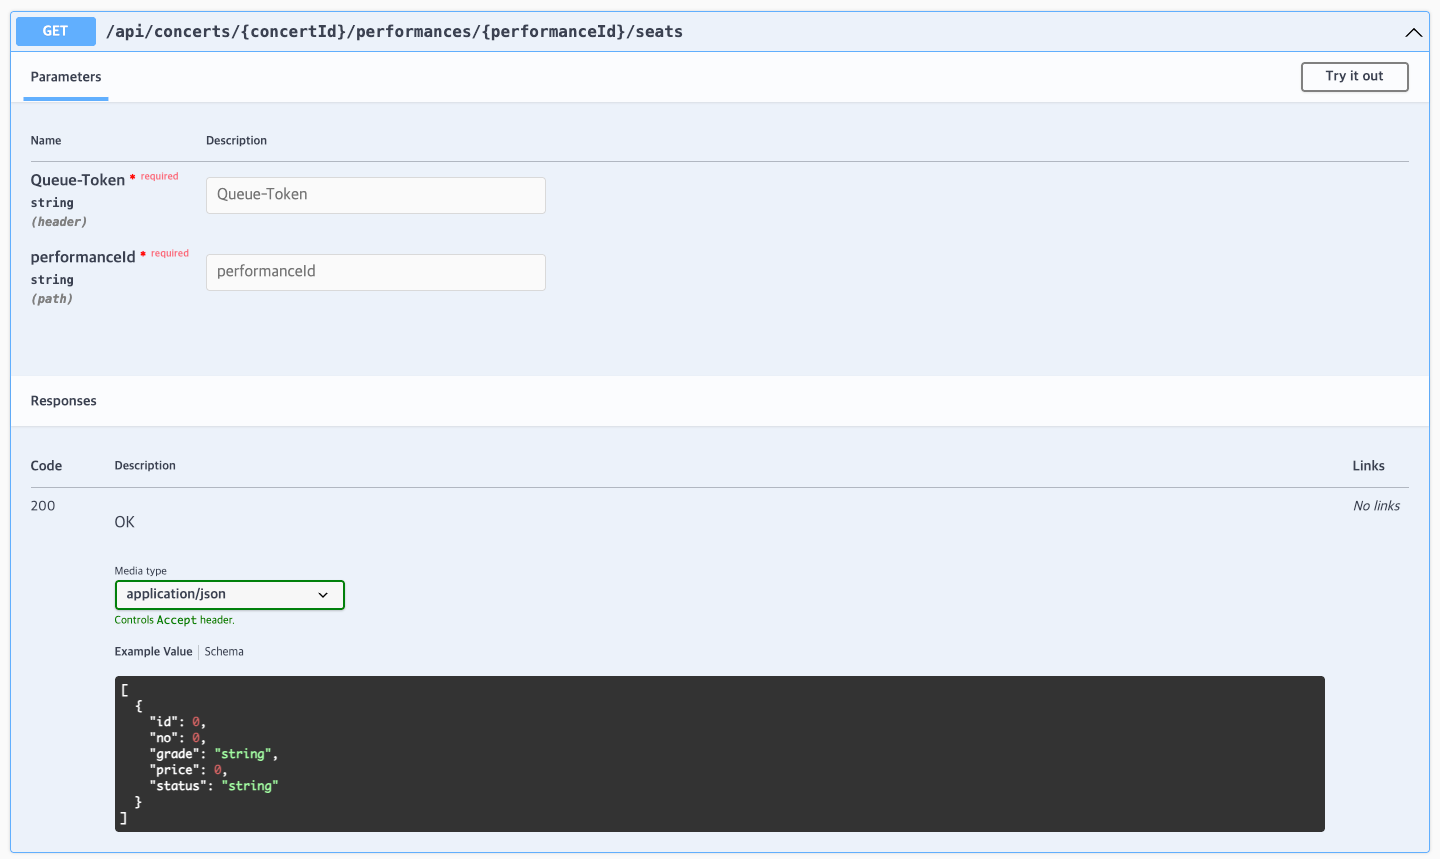 GET /api/concerts/{concertId}/performances/{performanceId}/seats
Parameters
Try it out
Name Description
Queue-Token * required
string
(header)
Queue-Token
performanceId * required
string
(path)
performanceId
Responses
Code Description Links
200
OK
No links
Media type
application/json
Controls Accept header.
Example Value Schema
[
  {
    "id": 0,
    "no": 0,
    "grade": "string",
    "price": 0,
    "status": "string"
  }
]